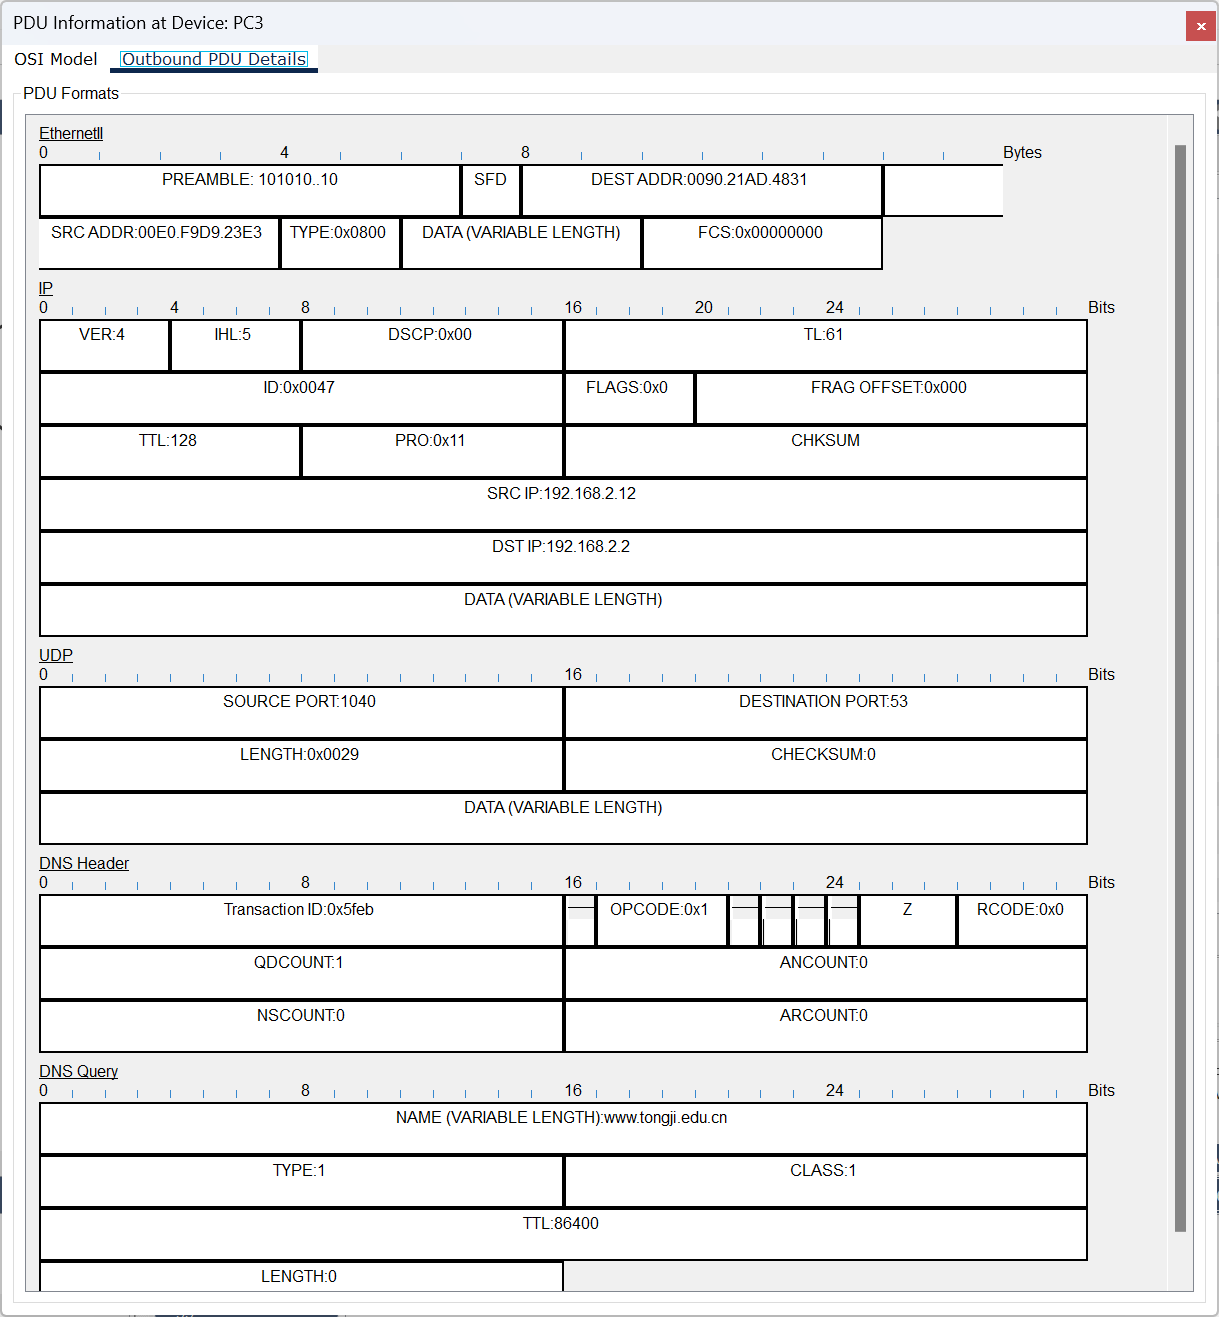 PDU Information at Device: PC3
OSI Model Outbound PDU Details
PDU Formats
EthernetII
0 4 8 Bytes
PREAMBLE: 101010..10 SFD DEST ADDR:0090.21AD.4831
SRC ADDR:00E0.F9D9.23E3 TYPE:0x0800 DATA (VARIABLE LENGTH) FCS:0x00000000
IP
0 4 8 16 20 24 Bits
VER:4 IHL:5 DSCP:0x00 TL:61
ID:0x0047 FLAGS:0x0 FRAG OFFSET:0x000
TTL:128 PRO:0x11 CHKSUM
SRC IP:192.168.2.12
DST IP:192.168.2.2
DATA (VARIABLE LENGTH)
UDP
0 16 Bits
SOURCE PORT:1040 DESTINATION PORT:53
LENGTH:0x0029 CHECKSUM:0
DATA (VARIABLE LENGTH)
DNS Header
0 8 16 24 Bits
Transaction ID:0x5feb OPCODE:0x1 Z RCODE:0x0
QDCOUNT:1 ANCOUNT:0
NSCOUNT:0 ARCOUNT:0
DNS Query
0 8 16 24 Bits
NAME (VARIABLE LENGTH):www.tongji.edu.cn
TYPE:1 CLASS:1
TTL:86400
LENGTH:0